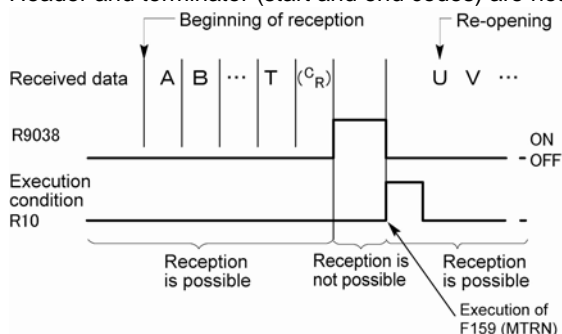 Header and terminator (start and end codes) are not
Beginning of reception
Re-opening
Received data A B ··· T (CR) U V ···
R9038
ON
OFF
Execution
condition
R10
Reception
is possible
Reception is
not possible
Reception
is possible
Execution of
F159 (MTRN)